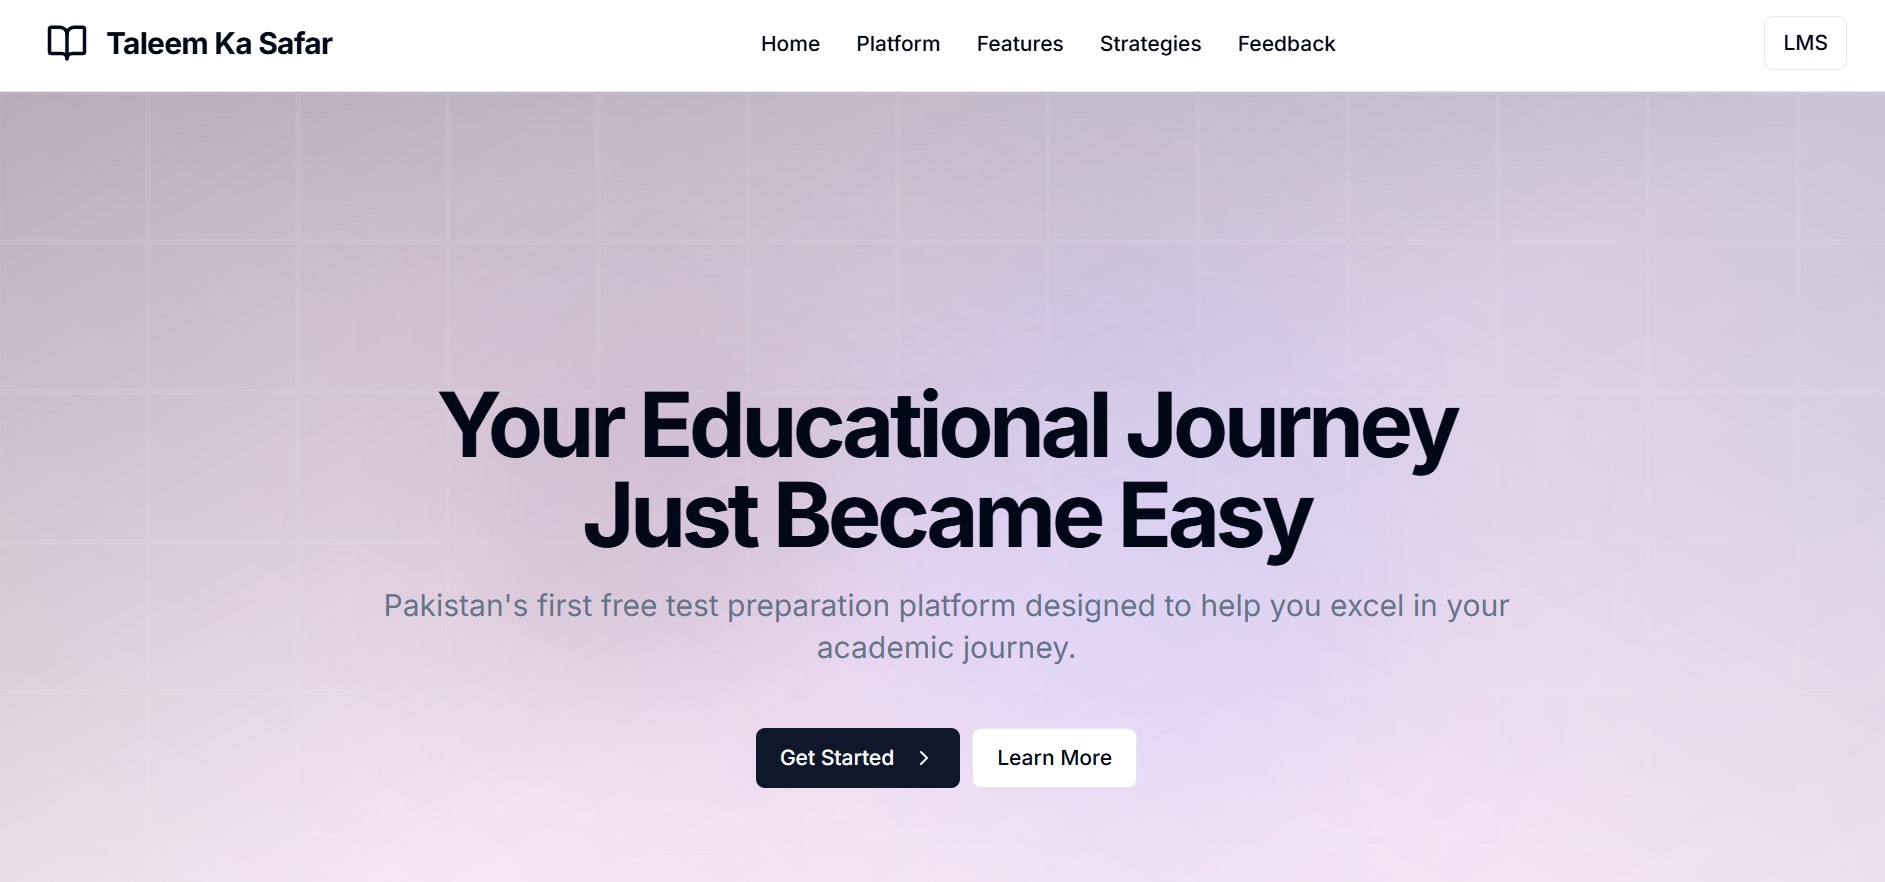 Taleem Ka Safar
Home
Platform
Features
Strategies
Feedback
LMS
Your Educational Journey
Just Became Easy
Pakistan's first free test preparation platform designed to help you excel in your
academic journey.
Get Started
Learn More